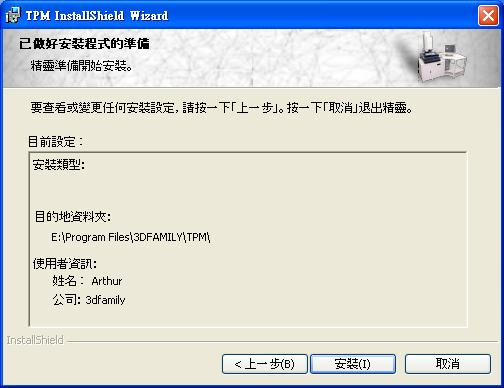 TPM InstallShield Wizard
已做好安裝程式的準備
精靈準備開始安裝。
要查看或變更任何安裝設定，請按一下「上一步」。按一下「取消」退出精靈。
目前設定：
安裝類型:
目的地資料夾:
E:\Program Files\3DFAMILY\TPM\
使用者資訊:
姓名： Arthur
公司: 3dfamily
InstallShield
< 上一步(B)
安裝(I)
取消